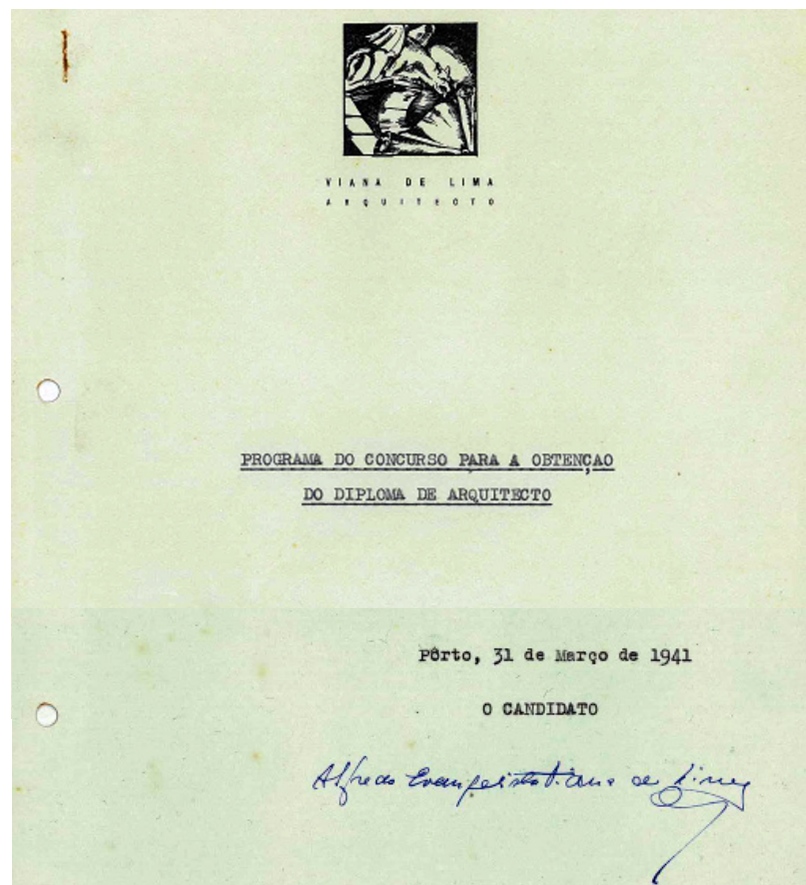 VIANA DE LIMA
ARQUITECTO
PROGRAMA DO CONCURSO PARA A OBTENÇAO
DO DIPLOMA DE ARQUITECTO
Pôrto, 31 de Março de 1941
O CANDIDATO
Alfredo Evangelista Viana de Lima